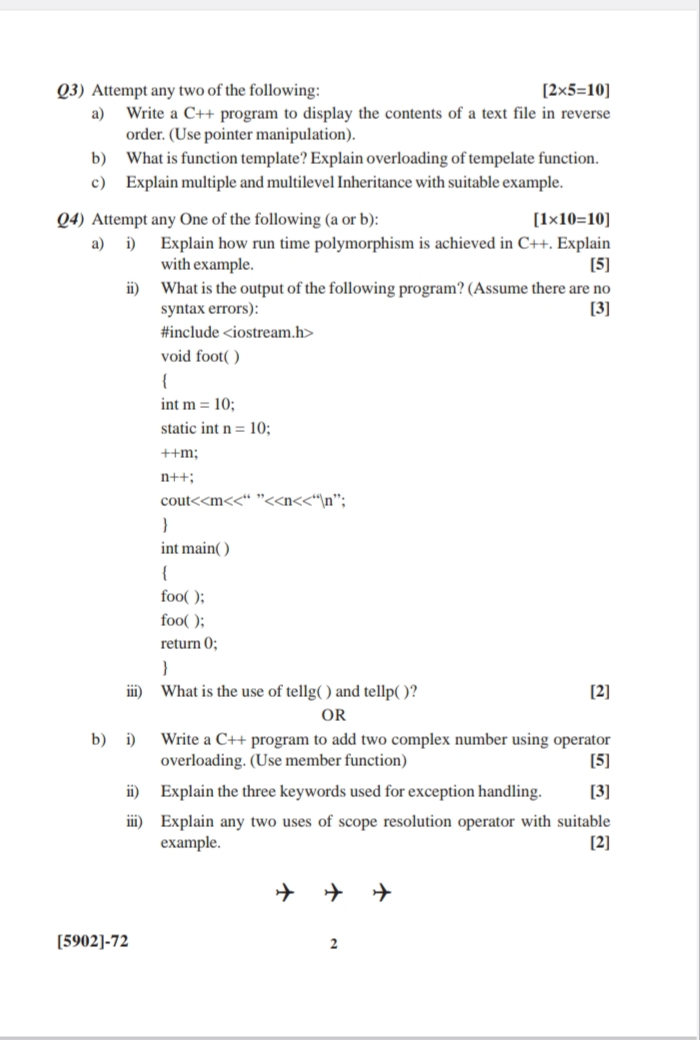 Q3) Attempt any two of the following: [2×5=10]
a) Write a C++ program to display the contents of a text file in reverse
order. (Use pointer manipulation).
b) What is function template? Explain overloading of tempelate function.
c) Explain multiple and multilevel Inheritance with suitable example.
Q4) Attempt any One of the following (a or b): [1×10=10]
a) i) Explain how run time polymorphism is achieved in C++. Explain
with example. [5]
ii) What is the output of the following program? (Assume there are no
syntax errors): [3]
#include <iostream.h>
void foot( )
{
int m = 10;
static int n = 10;
++m;
n++;
cout<<m<<“ ”<<n<<“\n”;
}
int main( )
{
foo( );
foo( );
return 0;
}
iii) What is the use of tellg( ) and tellp( )? [2]
OR
b) i) Write a C++ program to add two complex number using operator
overloading. (Use member function) [5]
ii) Explain the three keywords used for exception handling. [3]
iii) Explain any two uses of scope resolution operator with suitable
example. [2]
[5902]-72 2